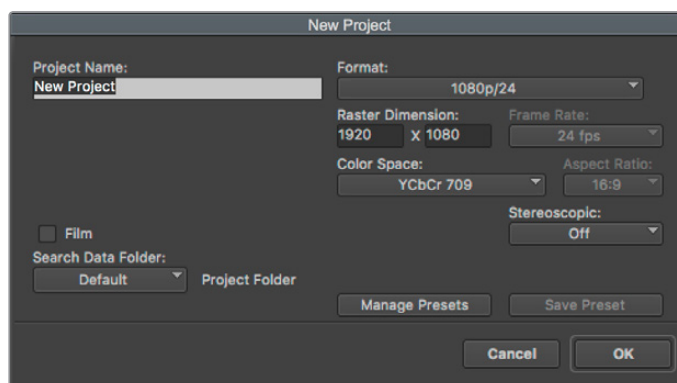 New Project
Project Name:
New Project
Format:
1080p/24
Raster Dimension:
1920 X 1080
Frame Rate:
24 fps
Color Space:
YCbCr 709
Aspect Ratio:
16:9
Stereoscopic:
Off
Film
Search Data Folder:
Default
Project Folder
Manage Presets
Save Preset
Cancel
OK